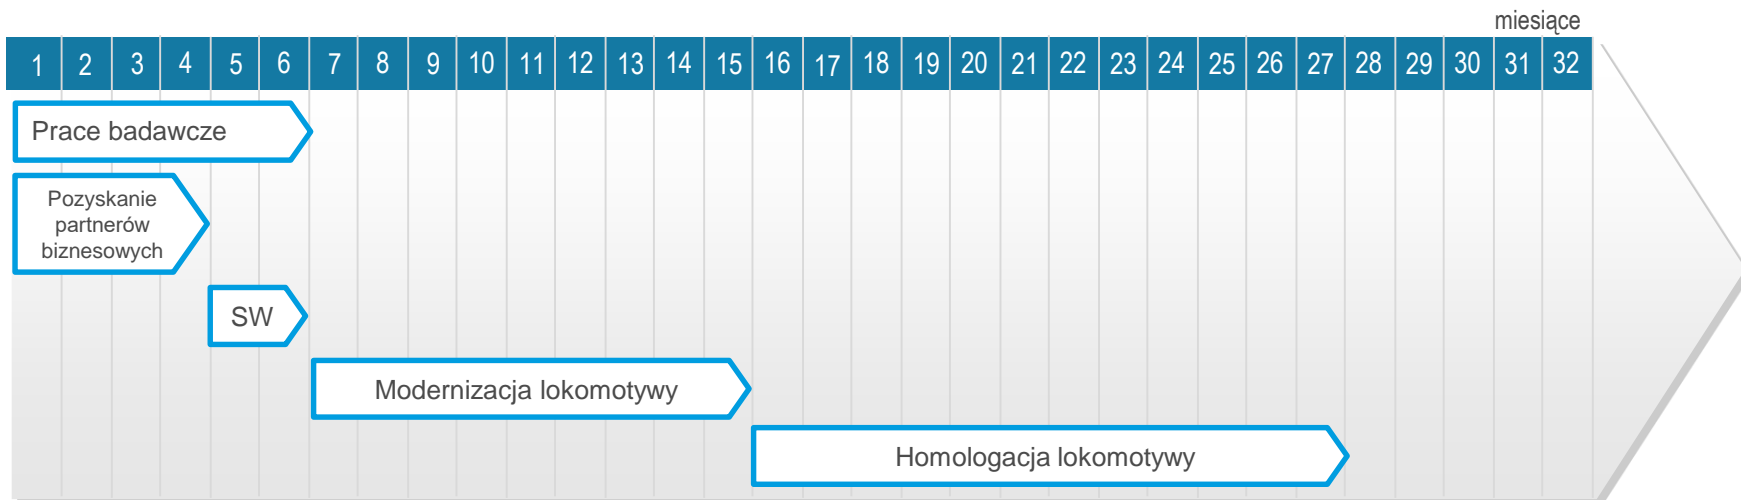 miesiące
1 2 3 4 5 6 7 8 9 10 11 12 13 14 15 16 17 18 19 20 21 22 23 24 25 26 27 28 29 30 31 32
Prace badawcze
Pozyskanie
partnerów
biznesowych
SW
Modernizacja lokomotywy
Homologacja lokomotywy